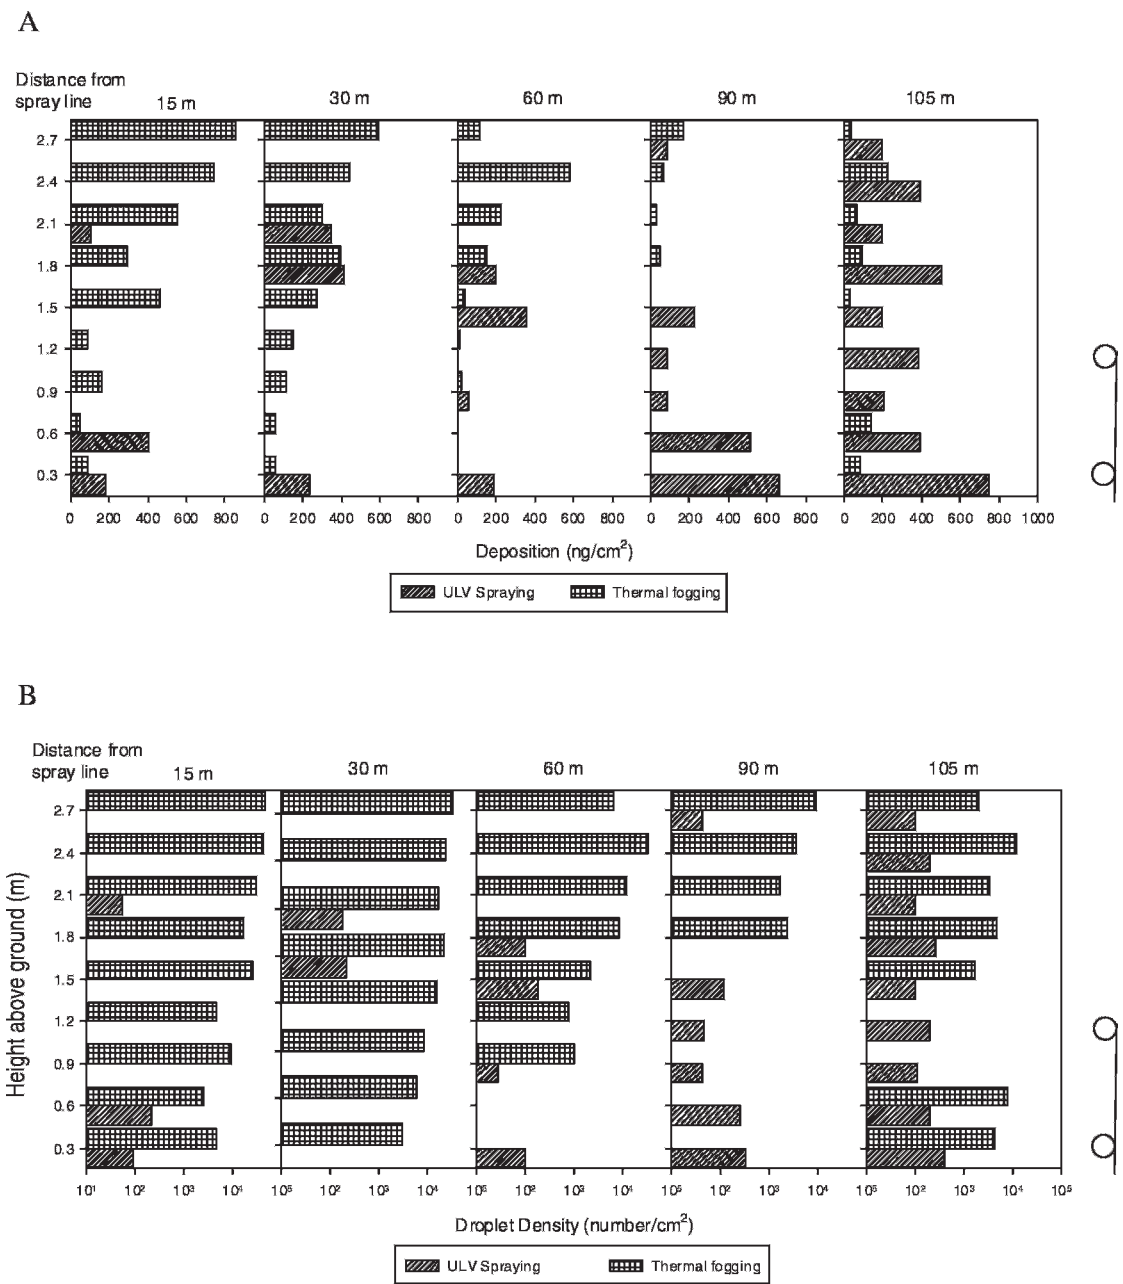 A
Distance from
spray line
15 m
30 m
60 m
90 m
105 m
2.7
2.4
2.1
1.8
1.5
1.2
0.9
0.6
0.3
0 200 400 600 800 0 200 400 600 800 0 200 400 600 800 0 200 400 600 800 0 200 400 600 800 1000
Deposition (ng/cm²)
ULV Spraying Thermal fogging
B
Distance from
spray line
15 m
30 m
60 m
90 m
105 m
Height above ground (m)
2.7
2.4
2.1
1.8
1.5
1.2
0.9
0.6
0.3
10¹ 10² 10³ 10⁴ 10² 10³ 10⁴ 10² 10³ 10⁴ 10² 10³ 10⁴ 10² 10³ 10⁴ 10⁵
Droplet Density (number/cm²)
ULV Spraying Thermal fogging